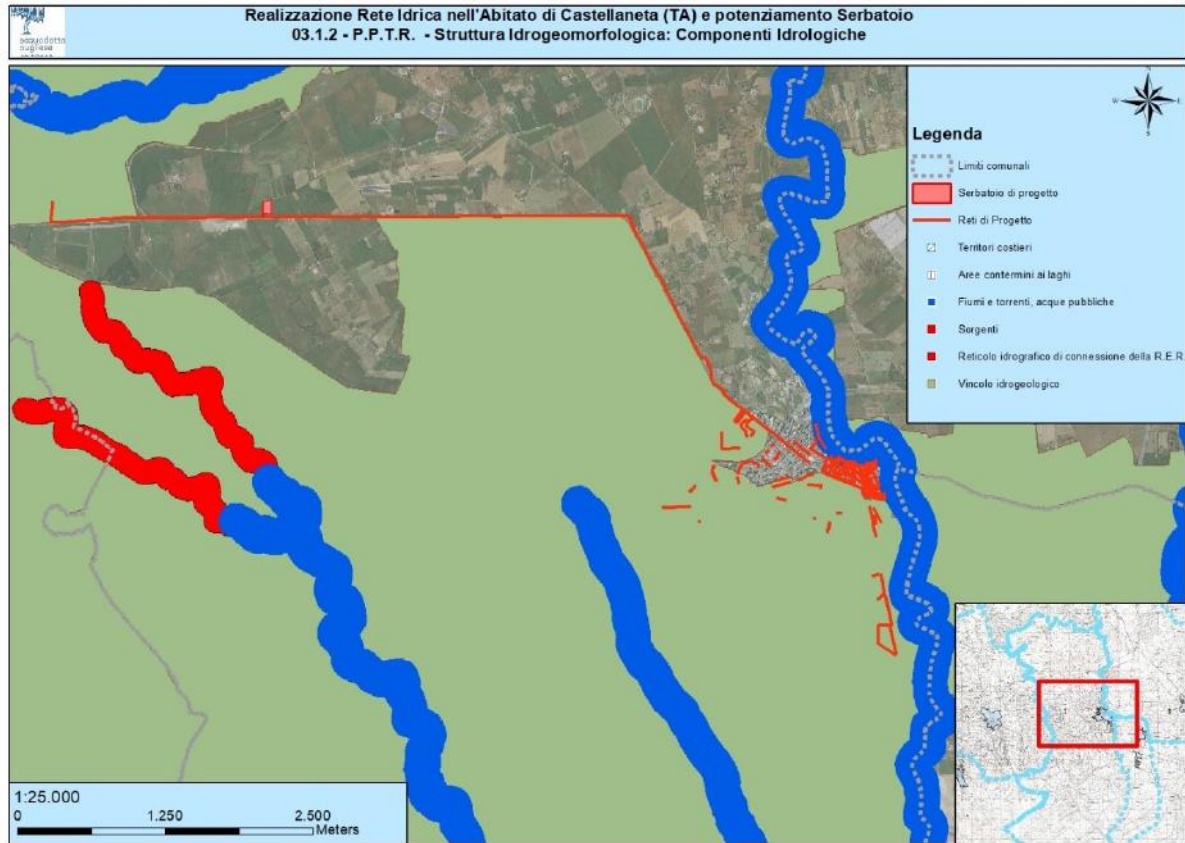 Realizzazione Rete Idrica nell'Abitato di Castellaneta (TA) e potenziamento Serbatoio
03.1.2 - P.P.T.R. - Struttura Idrogeomorfologica: Componenti Idrologiche
acquedotto
pugliese
Legenda
Limiti comunali
Serbatoio di progetto
Reti di Progetto
Territori costieri
Aree contermini ai laghi
Fiumi e torrenti, acque pubbliche
Sorgenti
Reticolo idrografico di connessione della R.E.R.
Vincolo idrogeologico
N
W
E
S
1:25.000
0 1.250 2.500
Meters